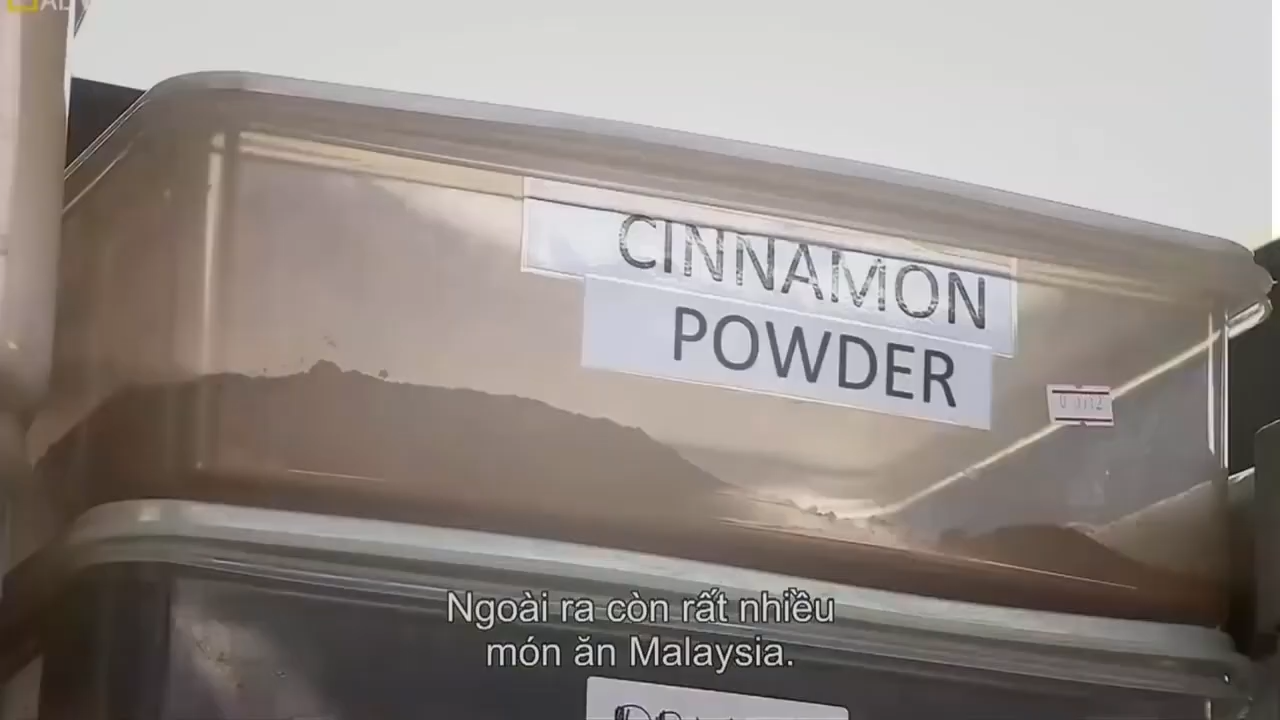 CINNAMON
POWDER
Ngoài ra còn rất nhiều
món ăn Malaysia.